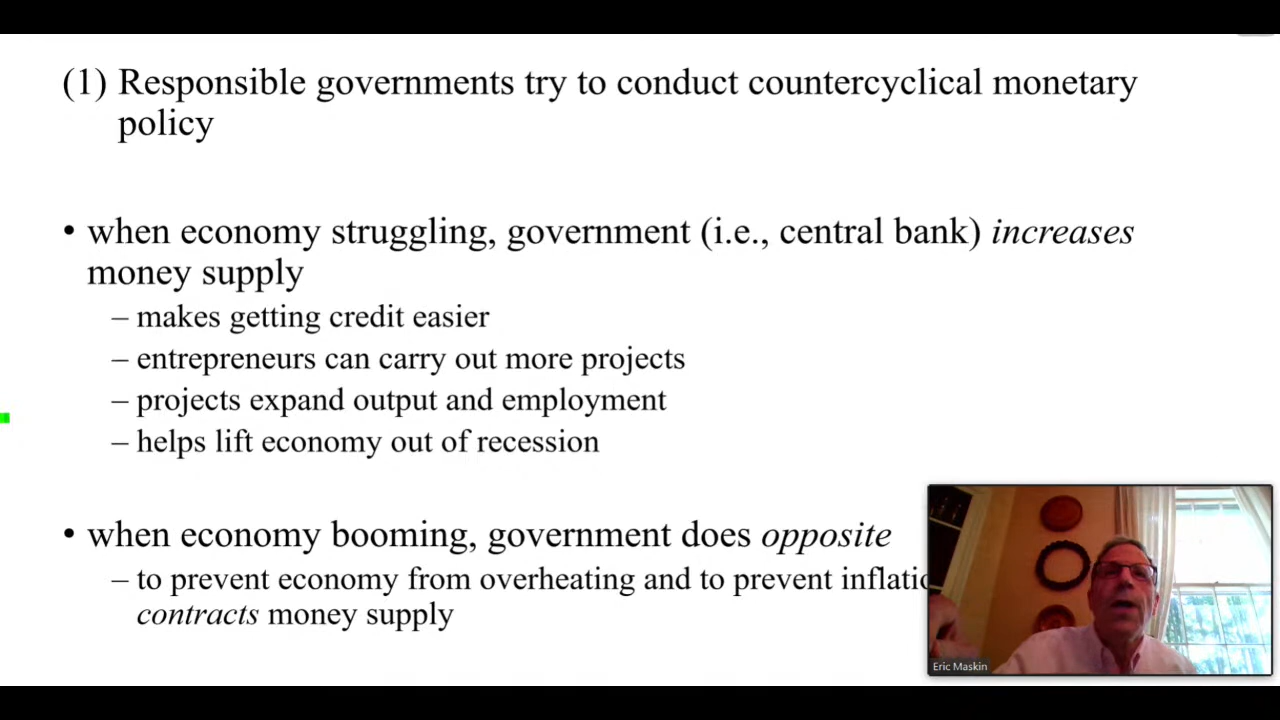 (1) Responsible governments try to conduct countercyclical monetary
policy
• when economy struggling, government (i.e., central bank) increases
money supply
– makes getting credit easier
– entrepreneurs can carry out more projects
– projects expand output and employment
– helps lift economy out of recession
• when economy booming, government does opposite
– to prevent economy from overheating and to prevent
contracts money supply
Eric Maskin